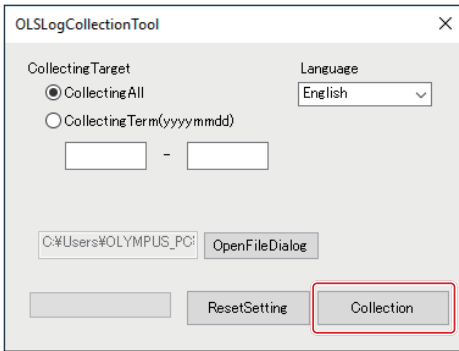 OLSLogCollectionTool
CollectingTarget
Language
CollectingAll
English
CollectingTerm(yyyymmdd)
-
C:¥Users¥OLYMPUS_PC¥
OpenFileDialog
ResetSetting
Collection